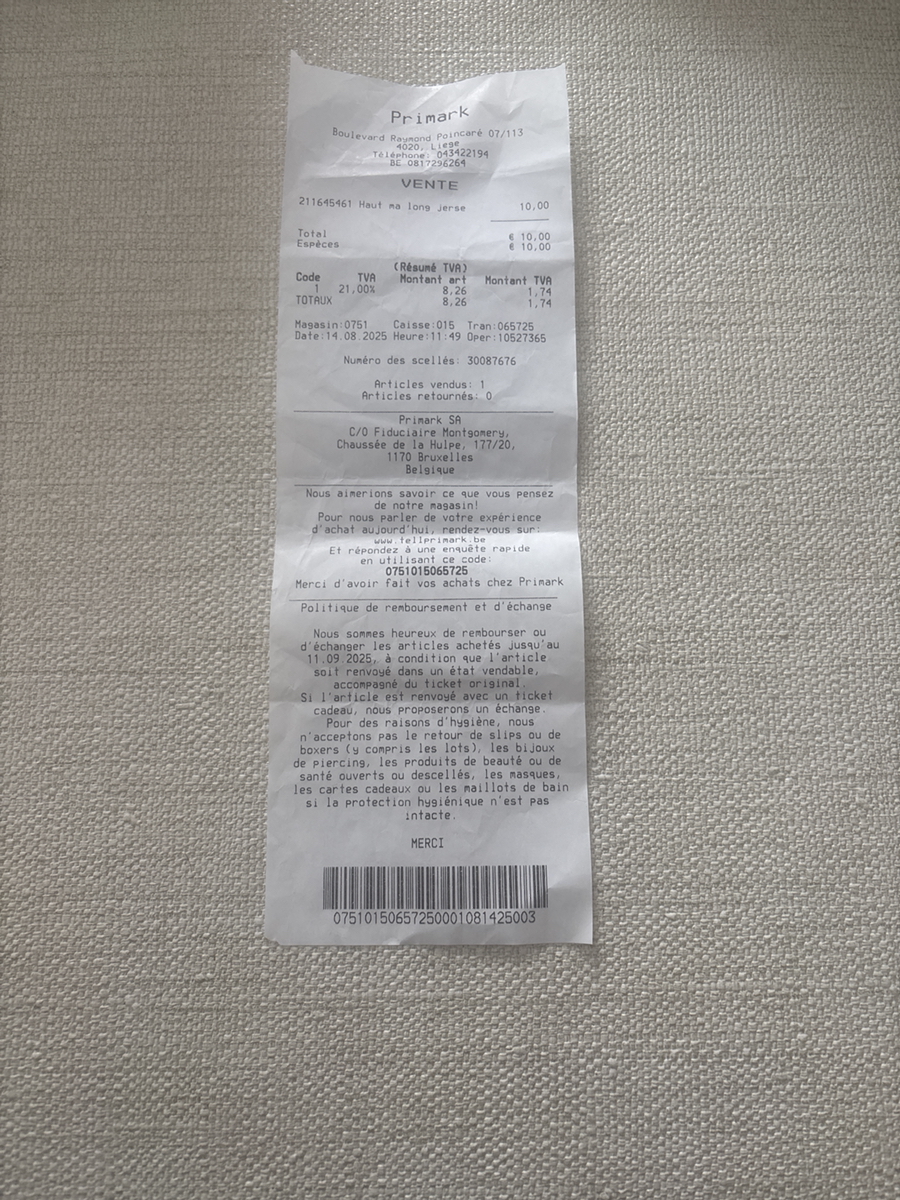 Primark
Boulevard Raymond Poincaré 07/113
4020, Liege
Téléphone: 043422194
BE 0817296264
VENTE
211645461 Haut ma long jerse 10,00
Total € 10,00
Espèces € 10,00
(Résumé TVA)
Code TVA Montant art Montant TVA
1 21,00% 8,26 1,74
TOTAUX 8,26 1,74
Magasin:0751 Caisse:015 Tran:065725
Date:14.08.2025 Heure:11:49 Oper:10527365
Numéro des scellés: 30087676
Articles vendus: 1
Articles retournés: 0
Primark SA
C/O Fiduciaire Montgomery,
Chaussée de la Hulpe, 177/20,
1170 Bruxelles
Belgique
Nous aimerions savoir ce que vous pensez
de notre magasin!
Pour nous parler de votre expérience
d'achat aujourd'hui, rendez-vous sur:
www.tellprimark.be
Et répondez à une enquête rapide
en utilisant ce code:
0751015065725
Merci d'avoir fait vos achats chez Primark
Politique de remboursement et d'échange
Nous sommes heureux de rembourser ou
d'échanger les articles achetés jusqu'au
11.09.2025, à condition que l'article
soit renvoyé dans un état vendable,
accompagné du ticket original.
Si l'article est renvoyé avec un ticket
cadeau, nous proposerons un échange.
Pour des raisons d'hygiène, nous
n'acceptons pas le retour de slips ou de
boxers (y compris les lots), les bijoux
de piercing, les produits de beauté ou de
santé ouverts ou descellés, les masques,
les cartes cadeaux ou les maillots de bain
si la protection hygiénique n'est pas
intacte.
MERCI
07510150657250001081425003